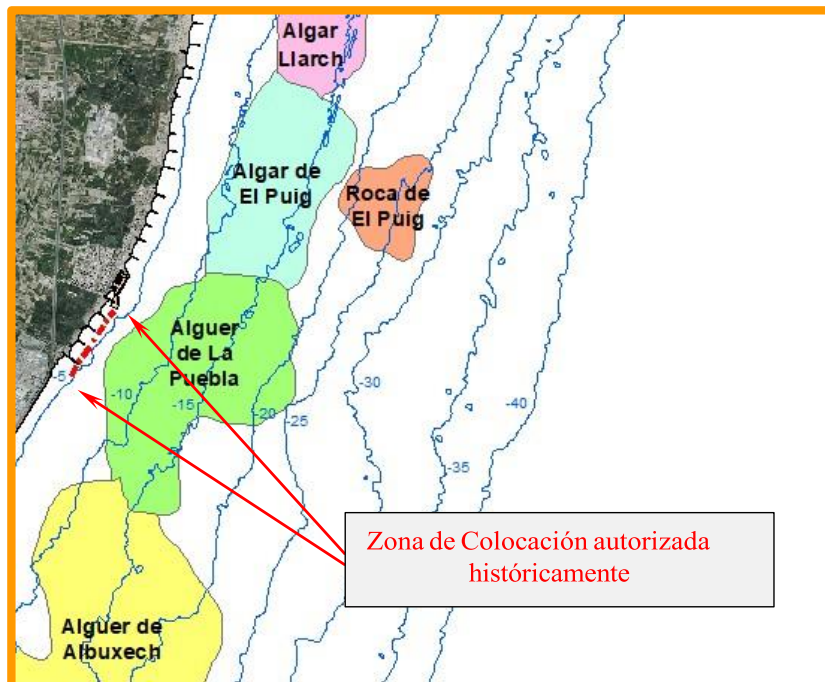 Algar
Llarch
Algar de
El Puig
Roca de
El Puig
Alguer
de La
Puebla
-5
-10
-15
-20
-25
-30
-40
-35
Zona de Colocación autorizada
históricamente
Alguer de
Albuxech